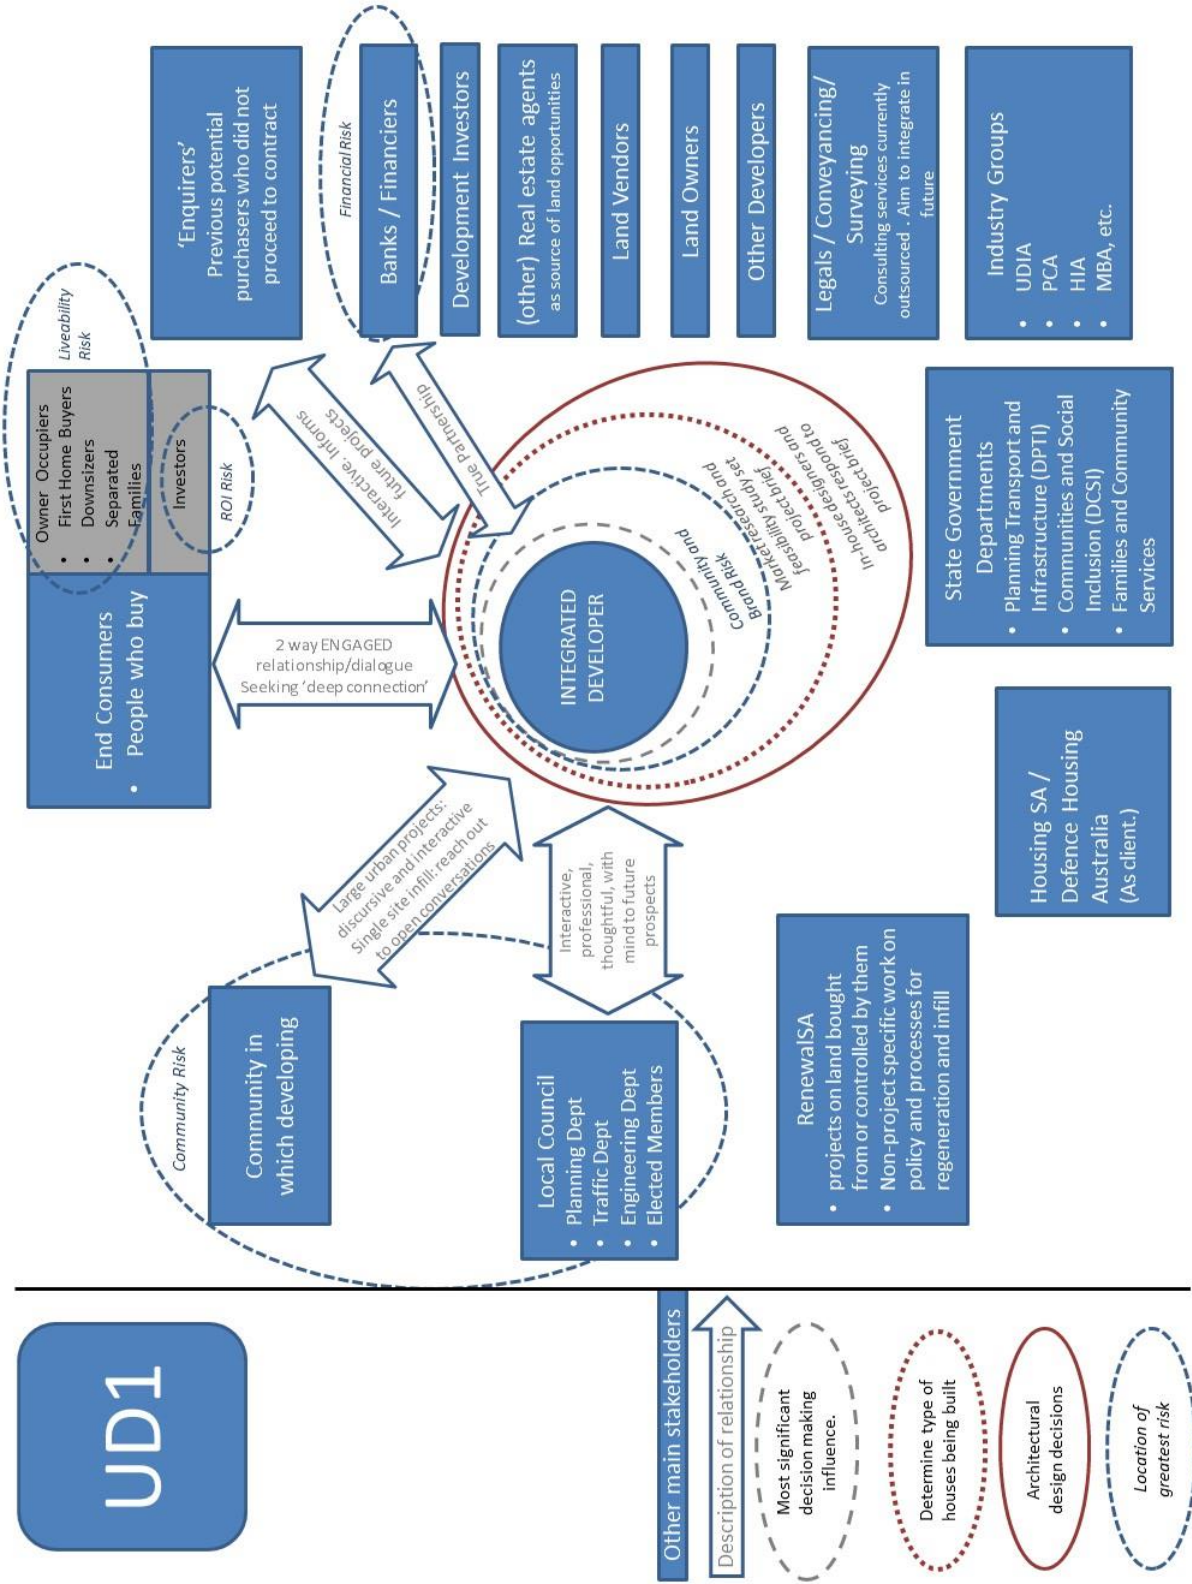 UD1
Other main stakeholders
Description of relationship
Most significant
decision making
influence.
Determine type of
houses being built
Architectural
design decisions
Location of
greatest risk
Community Risk
Community in
which developing
Local Council
• Planning Dept
• Traffic Dept
• Engineering Dept
• Elected Members
Large urban projects:
discursive and interactive
Single site infill: reach out
to open conversations
Interactive,
professional,
thoughtful, with
mind to future
prospects
End Consumers
• People who buy
Owner Occupiers
• First Home Buyers
• Downsizers
• Separated
Families
Investors
Liveability
Risk
ROI Risk
2 way ENGAGED
relationship/dialogue
Seeking ‘deep connection’
Interactive. Informs
future projects
True Partnership
INTEGRATED
DEVELOPER
Community and
Brand Risk
Market research and
feasibility study set
project brief
In-house designers and
architects respond to
project brief
‘Enquirers’
Previous potential
purchasers who did not
proceed to contract
Financial Risk
Banks / Financiers
Development Investors
(other) Real estate agents
as source of land opportunities
Land Vendors
Land Owners
Other Developers
Legals / Conveyancing/
Surveying
Consulting services currently
outsourced . Aim to integrate in
future
Industry Groups
• UDIA
• PCA
• HIA
• MBA, etc.
State Government
Departments
• Planning Transport and
Infrastructure (DPTI)
• Communities and Social
Inclusion (DCSI)
• Families and Community
Services
Housing SA /
Defence Housing
Australia
(As client.)
RenewalSA
• projects on land bought
from or controlled by them
• Non-project specific work on
policy and processes for
regeneration and infill